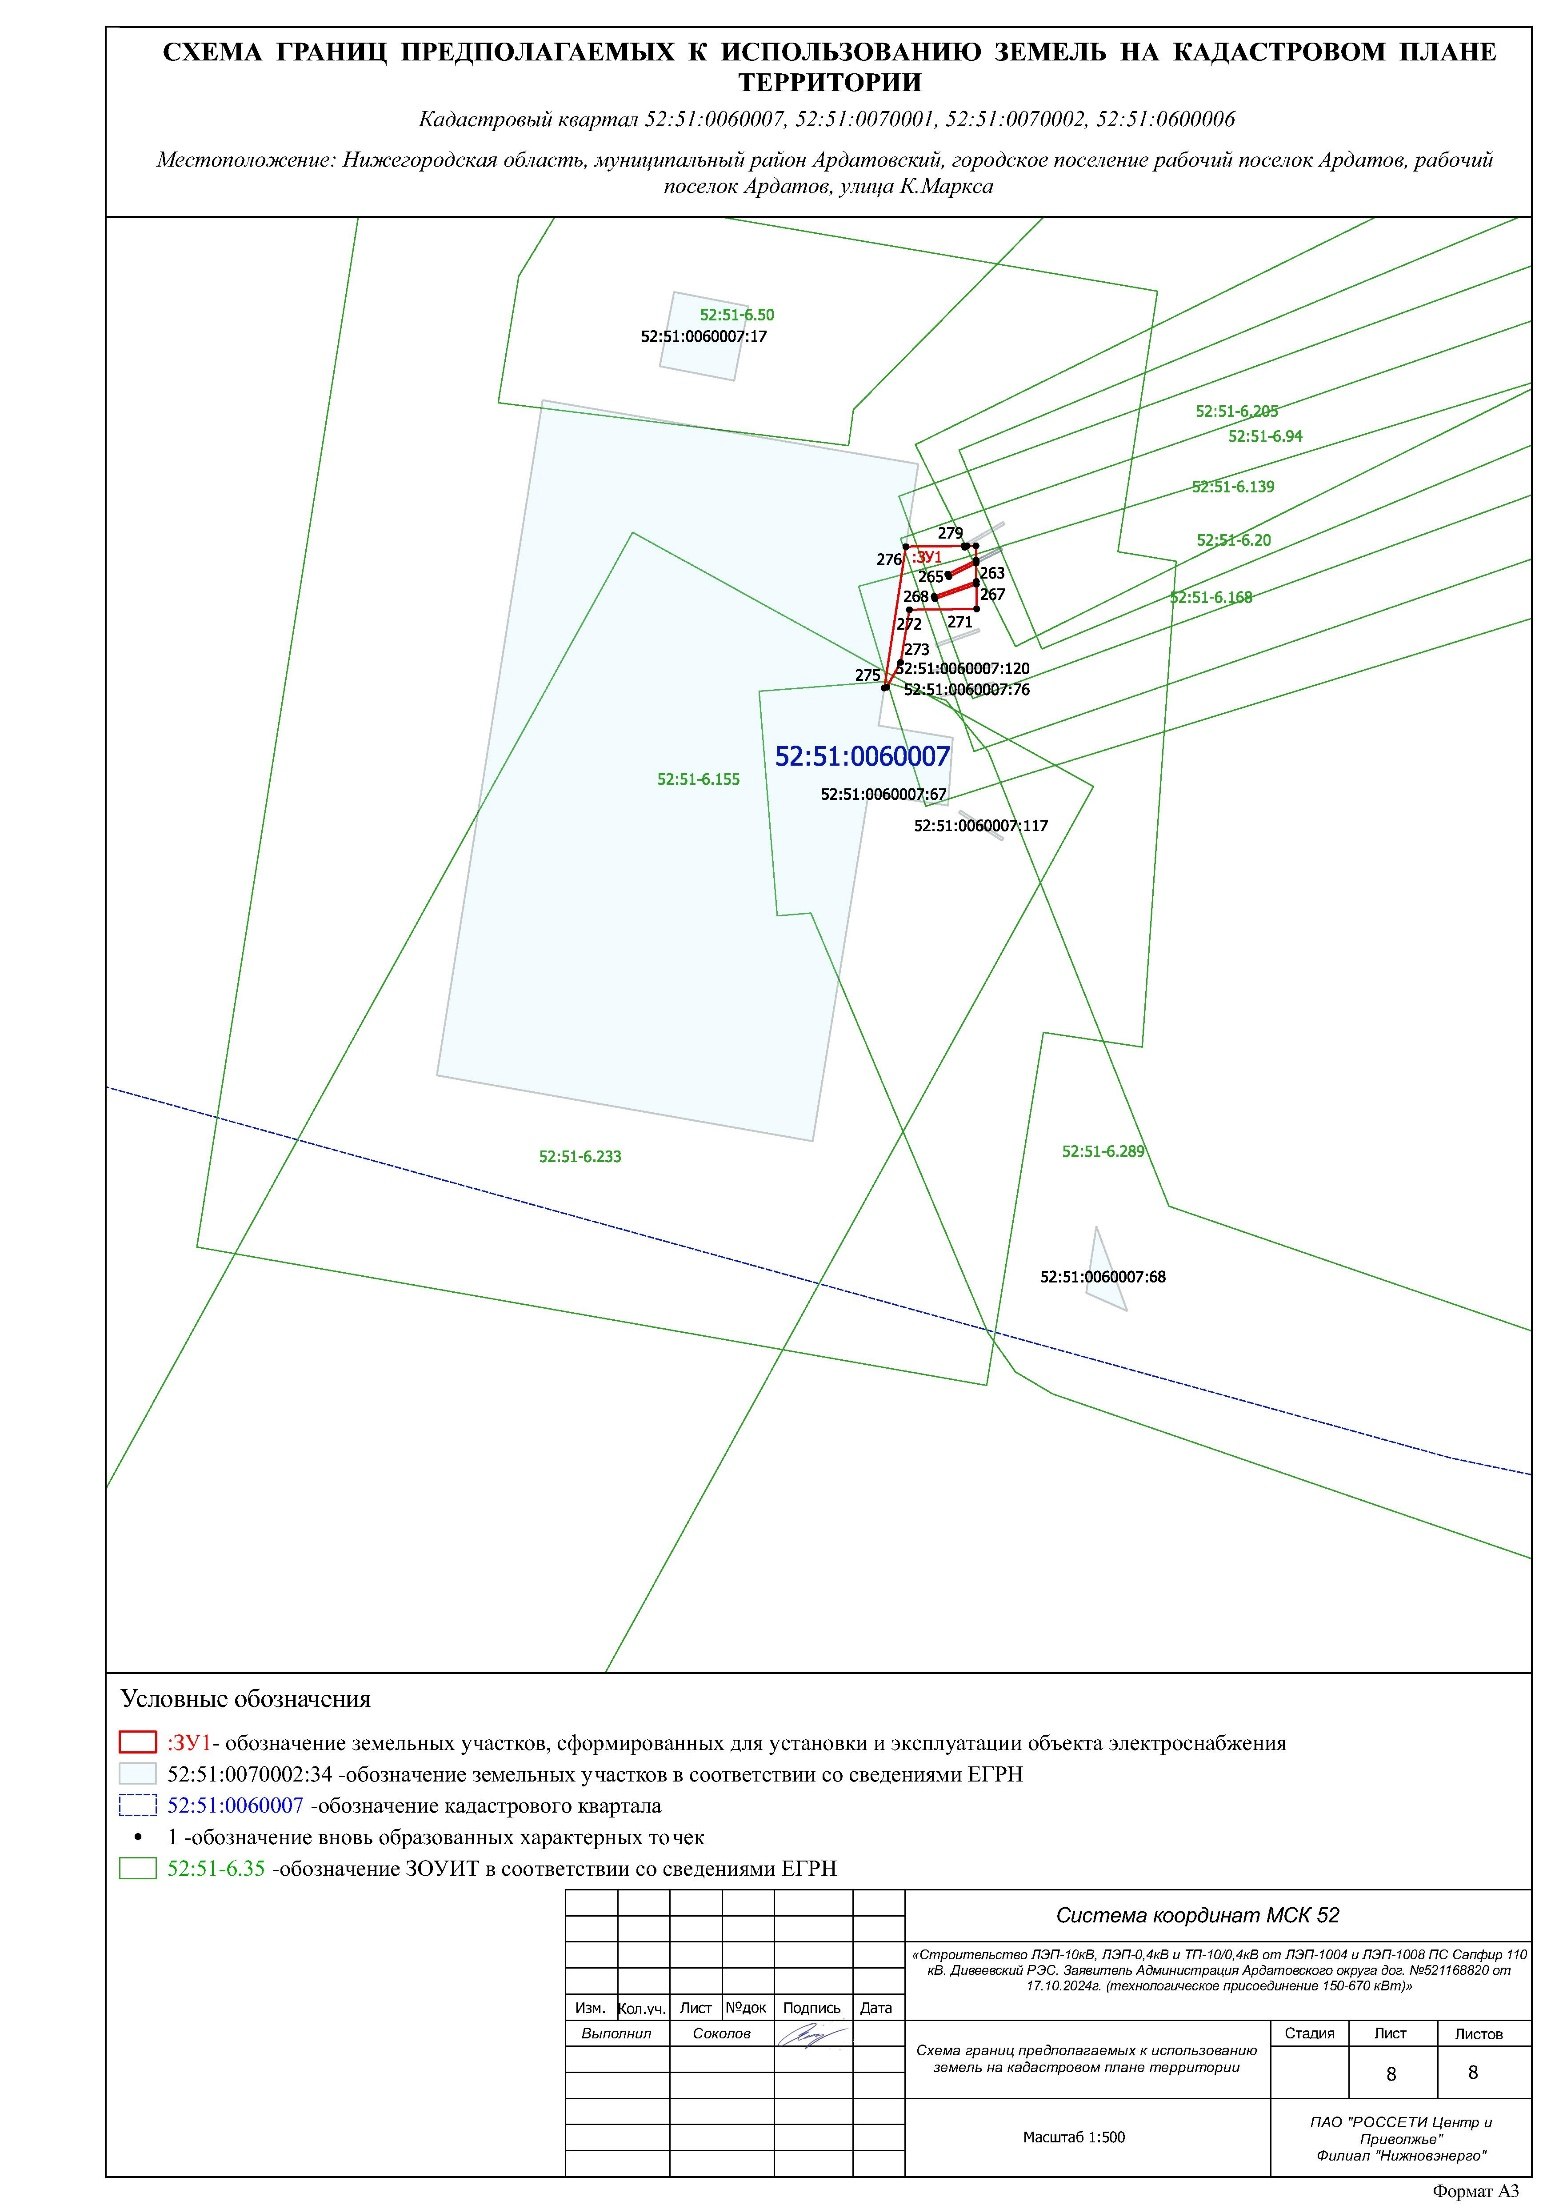 СХЕМА ГРАНИЦ ПРЕДПОЛАГАЕМЫХ К ИСПОЛЬЗОВАНИЮ ЗЕМЕЛЬ НА КАДАСТРОВОМ ПЛАНЕ
ТЕРРИТОРИИ
Кадастровый квартал 52:51:0060007, 52:51:0070001, 52:51:0070002, 52:51:0600006
Местоположение: Нижегородская область, муниципальный район Ардатовский, городское поселение рабочий поселок Ардатов, рабочий
поселок Ардатов, улица К.Маркса
52:51-6.50
52:51:0060007:17
52:51-6.205
52:51-6.94
52:51-6.139
52:51-6.20
52:51-6.168
279
276
:ЗУ1
265
263
268
267
272
271
273
52:51:0060007:120
275
52:51:0060007:76
52:51:0060007
52:51-6.155
52:51:0060007:67
52:51:0060007:117
52:51-6.233
52:51-6.289
52:51:0060007:68
Условные обозначения
:ЗУ1- обозначение земельных участков, сформированных для установки и эксплуатации объекта электроснабжения
52:51:0070002:34 -обозначение земельных участков в соответствии со сведениями ЕГРН
52:51:0060007 -обозначение кадастрового квартала
1 -обозначение вновь образованных характерных точек
52:51-6.35 -обозначение ЗОУИТ в соответствии со сведениями ЕГРН
Система координат МСК 52
«Строительство ЛЭП-10кВ, ЛЭП-0,4кВ и ТП-10/0,4кВ от ЛЭП-1004 и ЛЭП-1008 ПС Сапфир 110
кВ. Дивеевский РЭС. Заявитель Администрация Ардатовского округа дог. №521168820 от
17.10.2024г. (технологическое присоединение 150-670 кВт)»
Изм. Кол.уч. Лист №док Подпись Дата
Выполнил Соколов
Схема границ предполагаемых к использованию
земель на кадастровом плане территории
Стадия Лист Листов
8 8
Масштаб 1:500
ПАО "РОССЕТИ Центр и
Приволжье"
Филиал "Нижновэнерго"
Формат А3